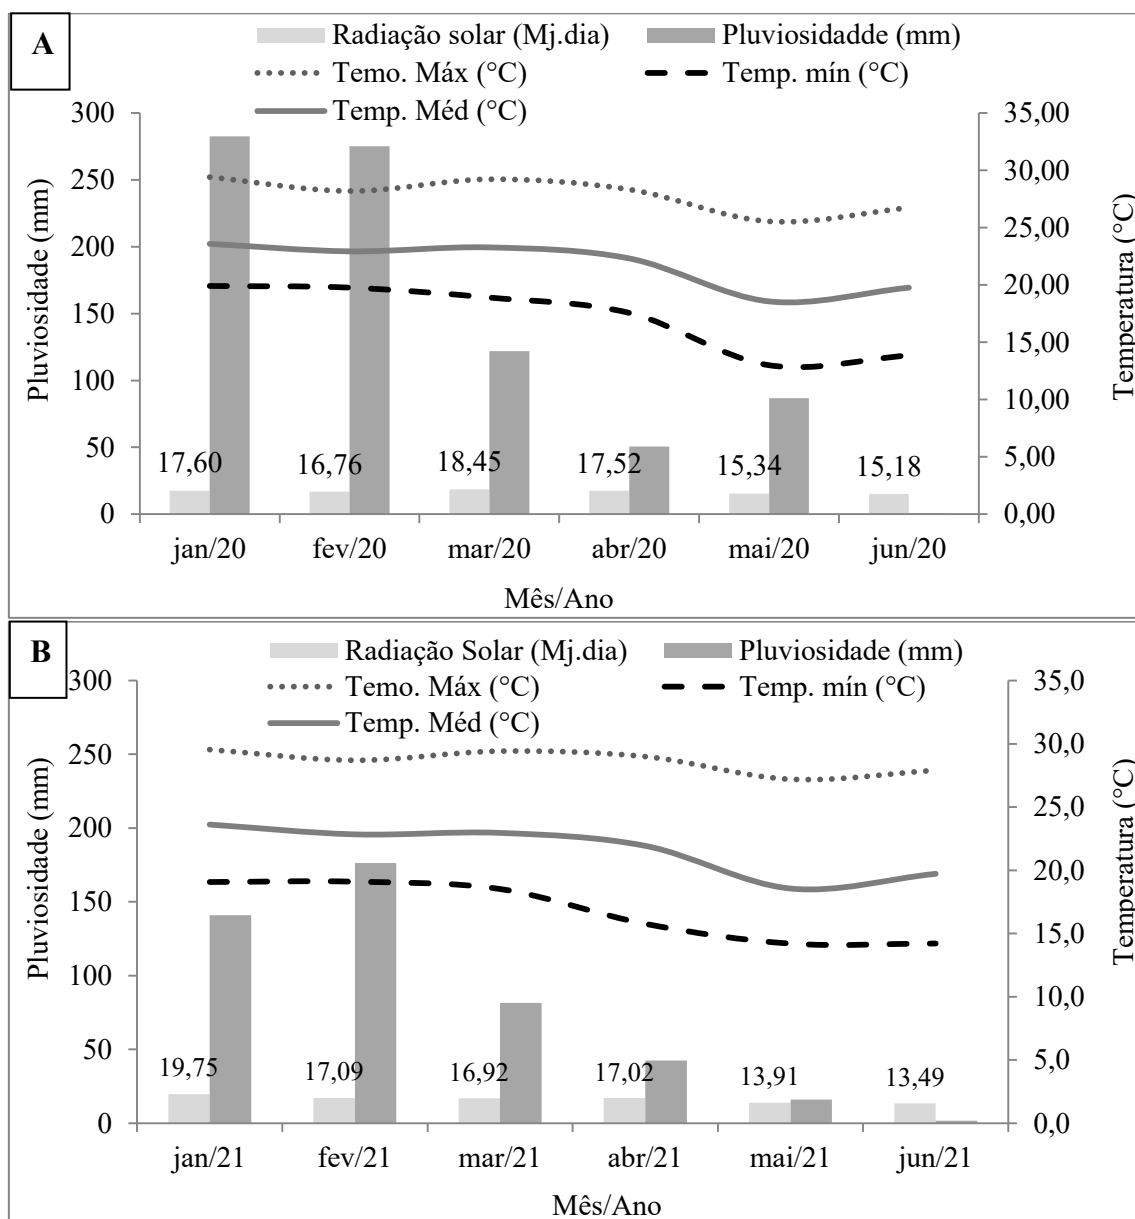 A
Radiação solar (Mj.dia) Pluviosidadde (mm)
Temo. Máx (°C) Temp. mín (°C)
Temp. Méd (°C)
300 35,00
250 30,00
200 25,00
150 20,00
100 15,00
50 10,00
0 5,00
0,00
Pluviosidade (mm)
Temperatura (°C)
17,60 16,76 18,45 17,52 15,34 15,18
jan/20 fev/20 mar/20 abr/20 mai/20 jun/20
Mês/Ano
B
Radiação Solar (Mj.dia) Pluviosidade (mm)
Temo. Máx (°C) Temp. mín (°C)
Temp. Méd (°C)
300 35,0
250 30,0
200 25,0
150 20,0
100 15,0
50 10,0
0 5,0
0,0
Pluviosidade (mm)
Temperatura (°C)
19,75 17,09 16,92 17,02 13,91 13,49
jan/21 fev/21 mar/21 abr/21 mai/21 jun/21
Mês/Ano